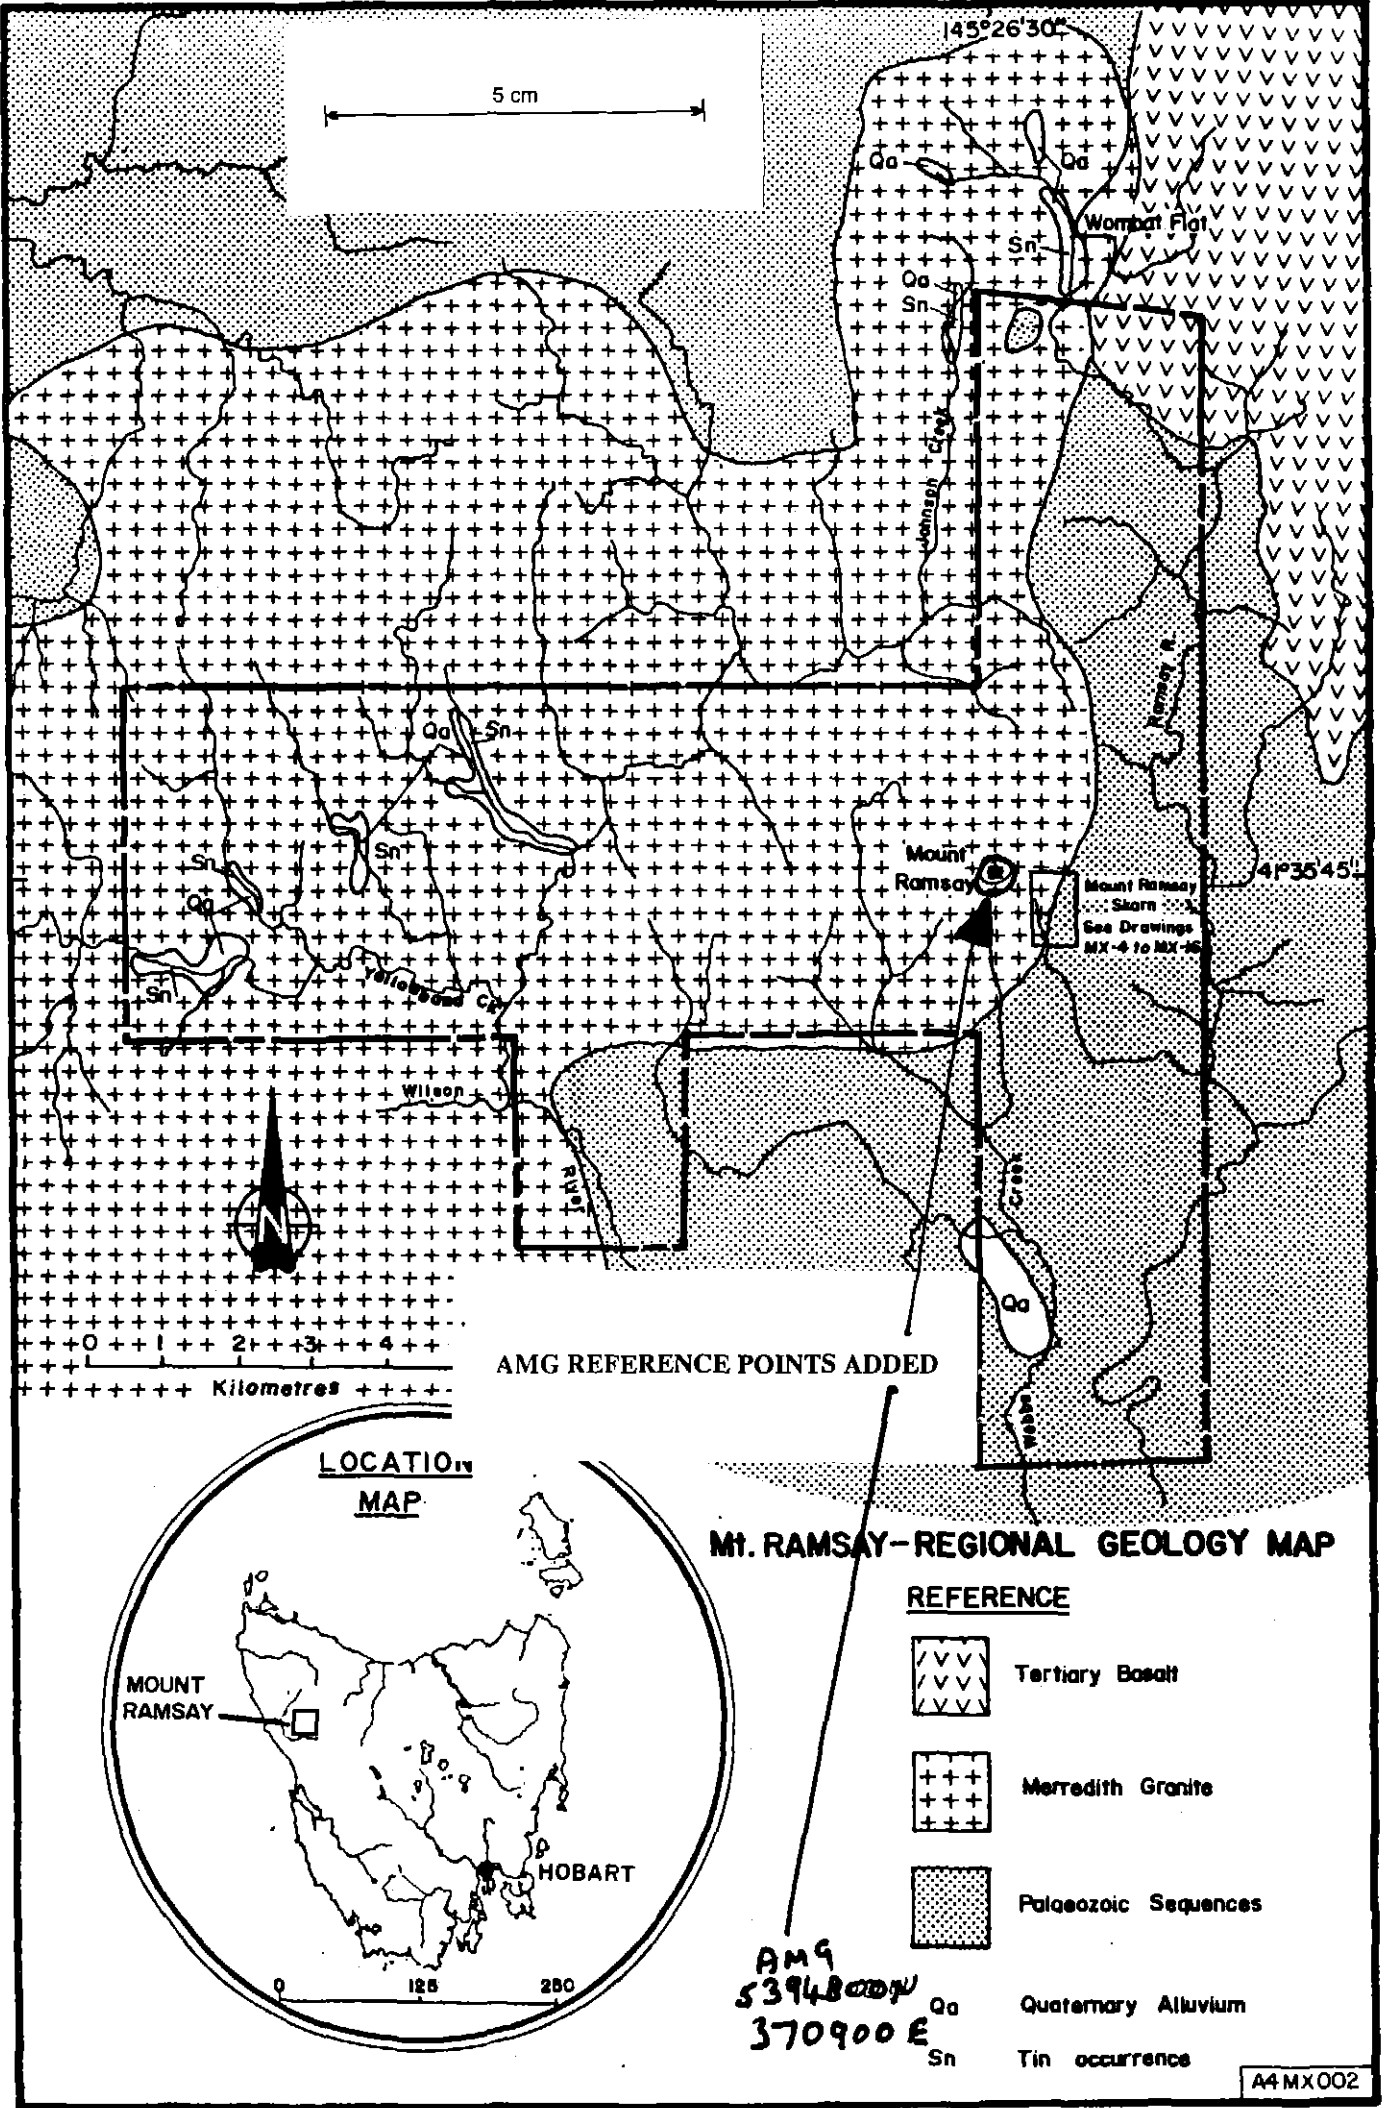 145°26'30"
5 cm
Qa
Qa
Wombat Flat
Sn
Qa
Sn
Johnson Creek
Ramsay R.
Qa
Sn
Sn
Sn
Qa
Sn
Mount
Ramsay
41°35'45"
Mount Ramsay
Skarn
See Drawings
MX-4 to MX-16
Yellowband Ck
Wilson
River
Creek
N
Qa
Webbs
0 1 2 3 4
Kilometres
AMG REFERENCE POINTS ADDED
LOCATION
MAP
MOUNT
RAMSAY
HOBART
0 125 250
Mt. RAMSAY-REGIONAL GEOLOGY MAP
REFERENCE
Tertiary Basalt
Merredith Granite
Palaeozoic Sequences
Qa Quaternary Alluvium
Sn Tin occurrence
AMG
370900 E
A4 MX002